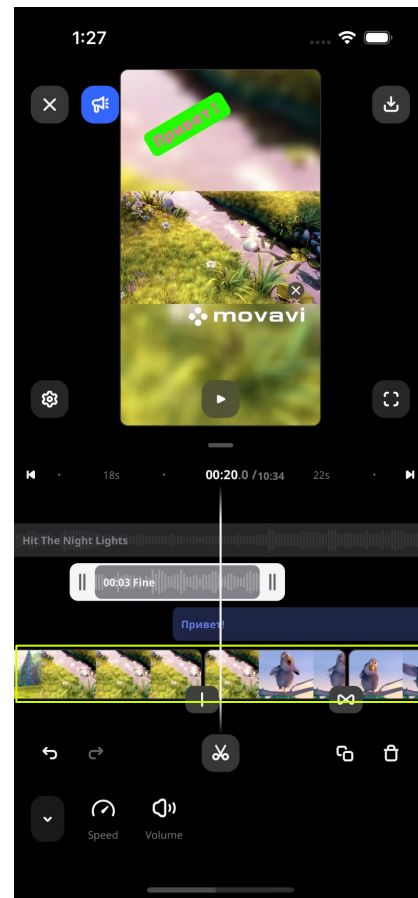 1:27
Привет!
movavi
18s
00:20.0 /10:34
22s
Hit The Night Lights
00:03 Fine
Привет!
Speed
Volume